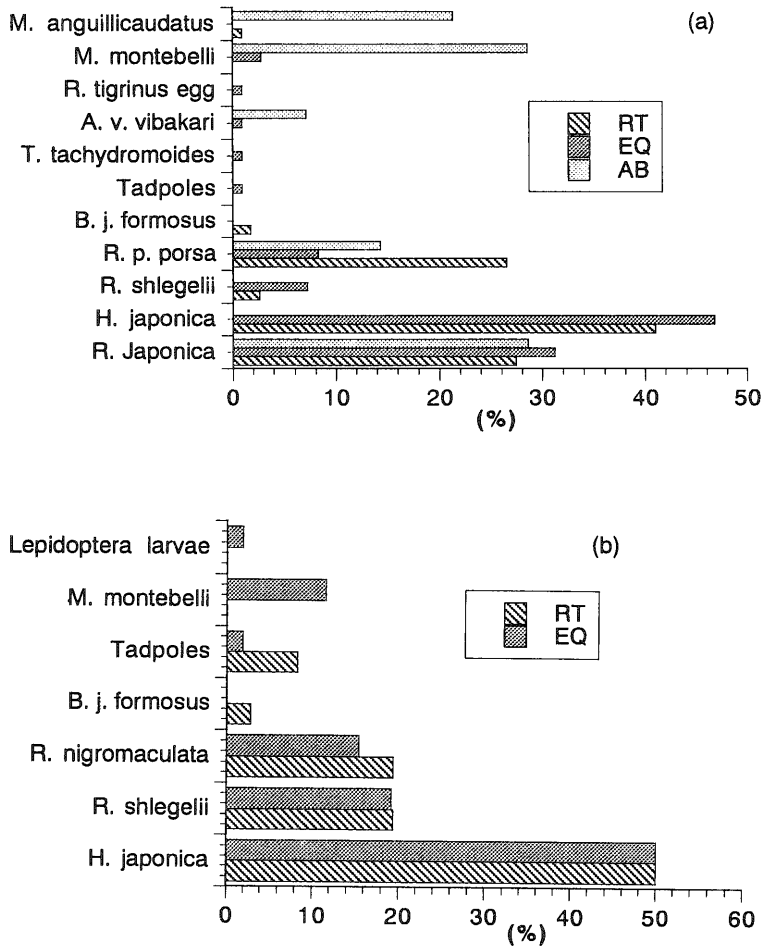 (a)
M. anguillicaudatus
M. montebelli
R. tigrinus egg
A. v. vibakari
T. tachydromoides
Tadpoles
B. j. formosus
R. p. porsa
R. shlegelii
H. japonica
R. Japonica
RT
EQ
AB
0 10 20 30 40 50
(%)
(b)
Lepidoptera larvae
M. montebelli
Tadpoles
B. j. formosus
R. nigromaculata
R. shlegelii
H. japonica
RT
EQ
0 10 20 30 40 50 60
(%)